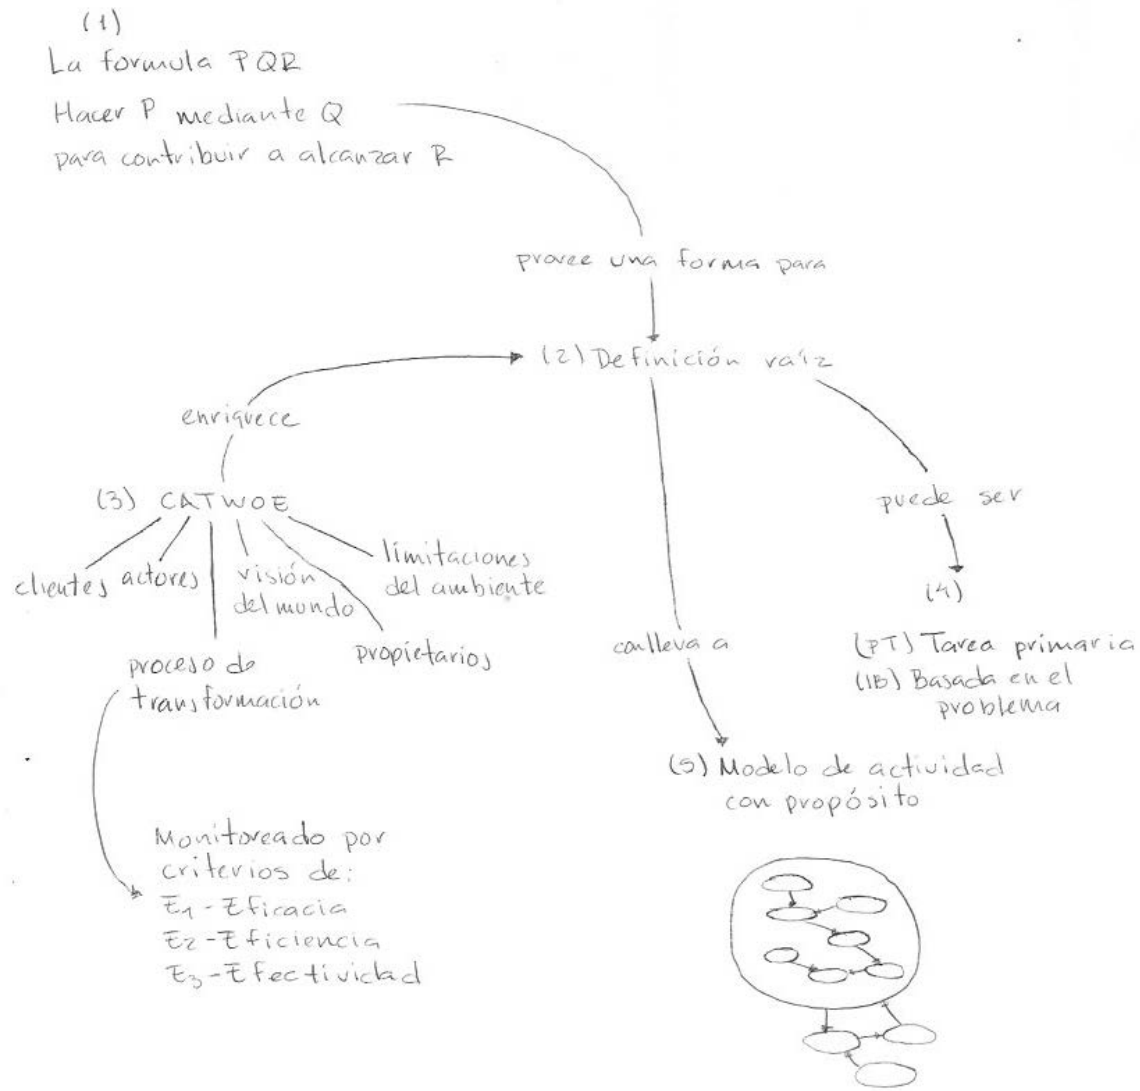 (1)
La formula PQR
Hacer P mediante Q
para contribuir a alcanzar R
provee una forma para
(2) Definición raíz
enriquece
(3) CATWOE
puede ser
clientes
actores
visión
del mundo
limitaciones
del ambiente
(4)
proceso de
transformación
propietarios
conlleva a
(PT) Tarea primaria
(IB) Basada en el
problema
(5) Modelo de actividad
con propósito
Monitoreado por
criterios de:
E1 - Eficacia
E2 - Eficiencia
E3 - Efectividad